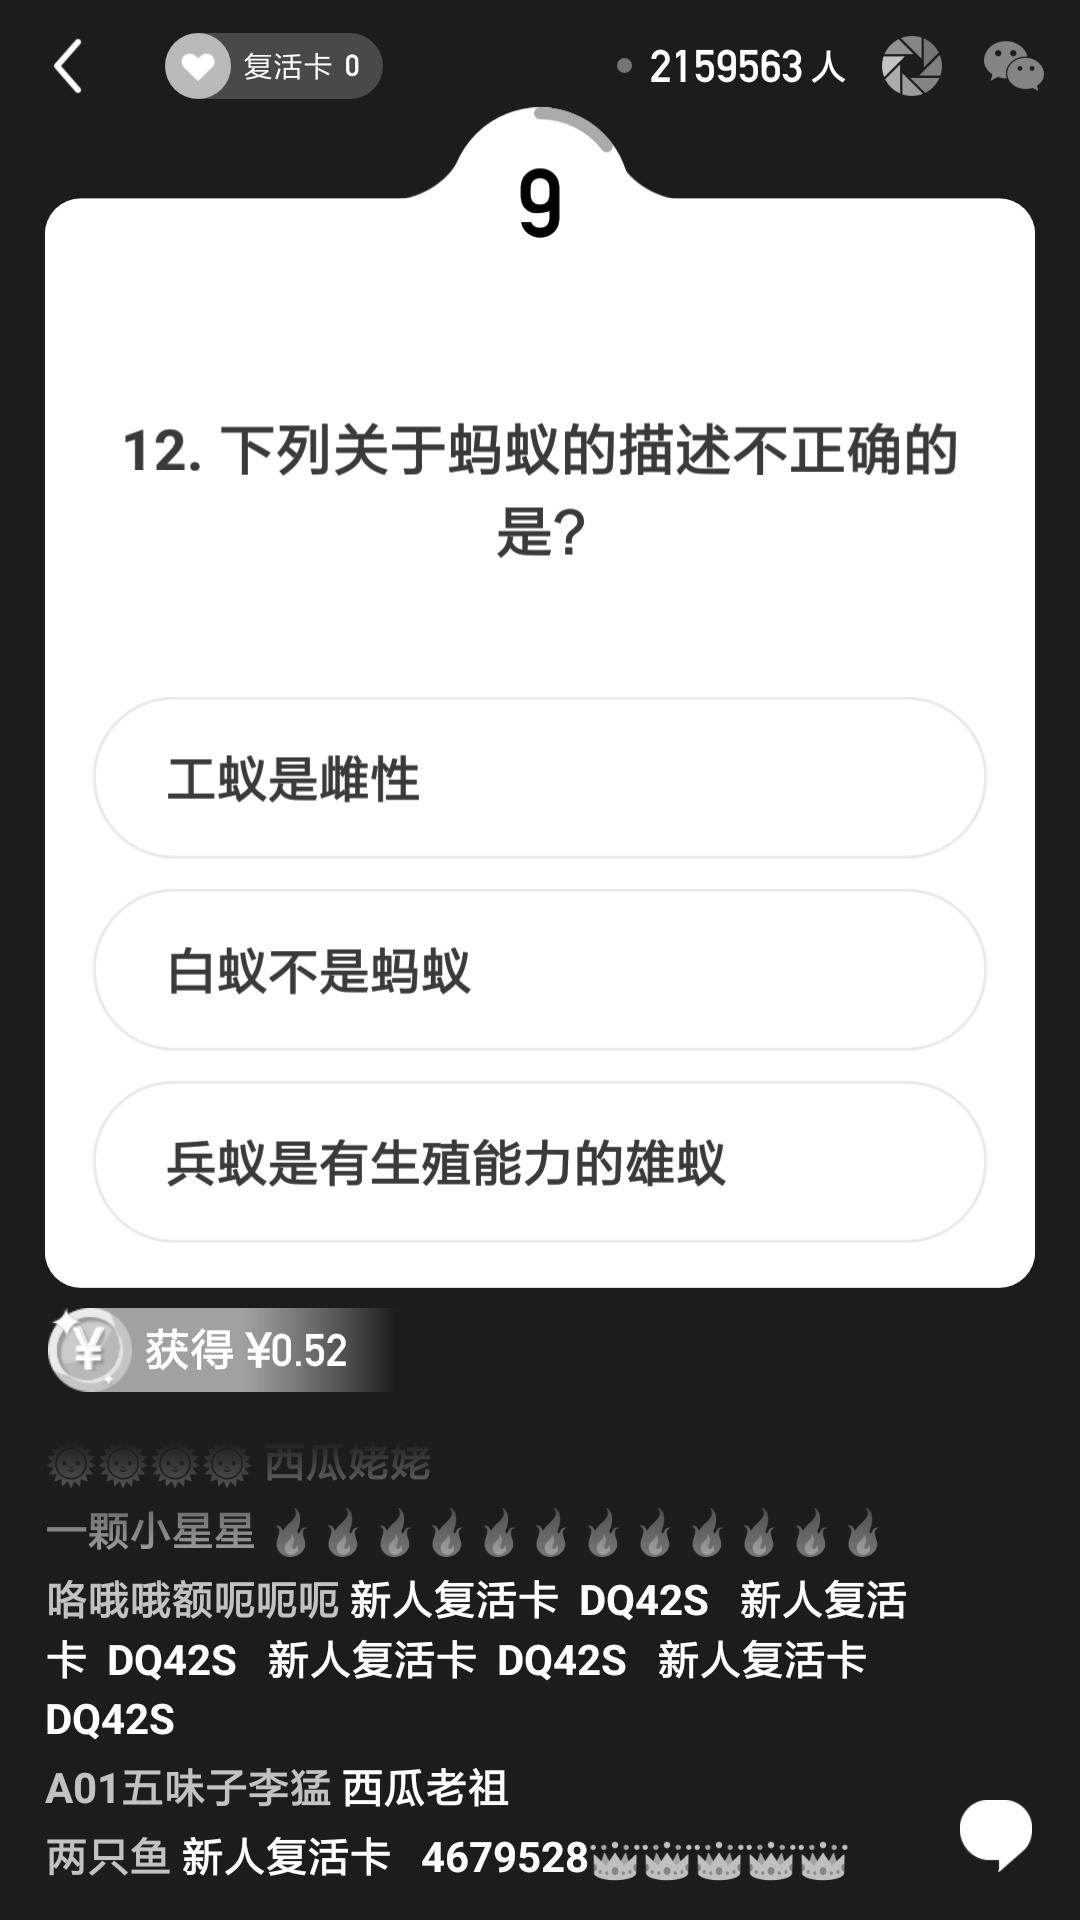 复活卡 0
2159563 人
9
12. 下列关于蚂蚁的描述不正确的
是?
工蚁是雌性
白蚁不是蚂蚁
兵蚁是有生殖能力的雄蚁
¥ 获得 ¥0.52
西瓜姥姥
一颗小星星
咯哦哦额呃呃呃 新人复活卡 DQ42S 新人复活
卡 DQ42S 新人复活卡 DQ42S 新人复活卡
DQ42S
A01五味子李猛 西瓜老祖
两只鱼 新人复活卡 4679528